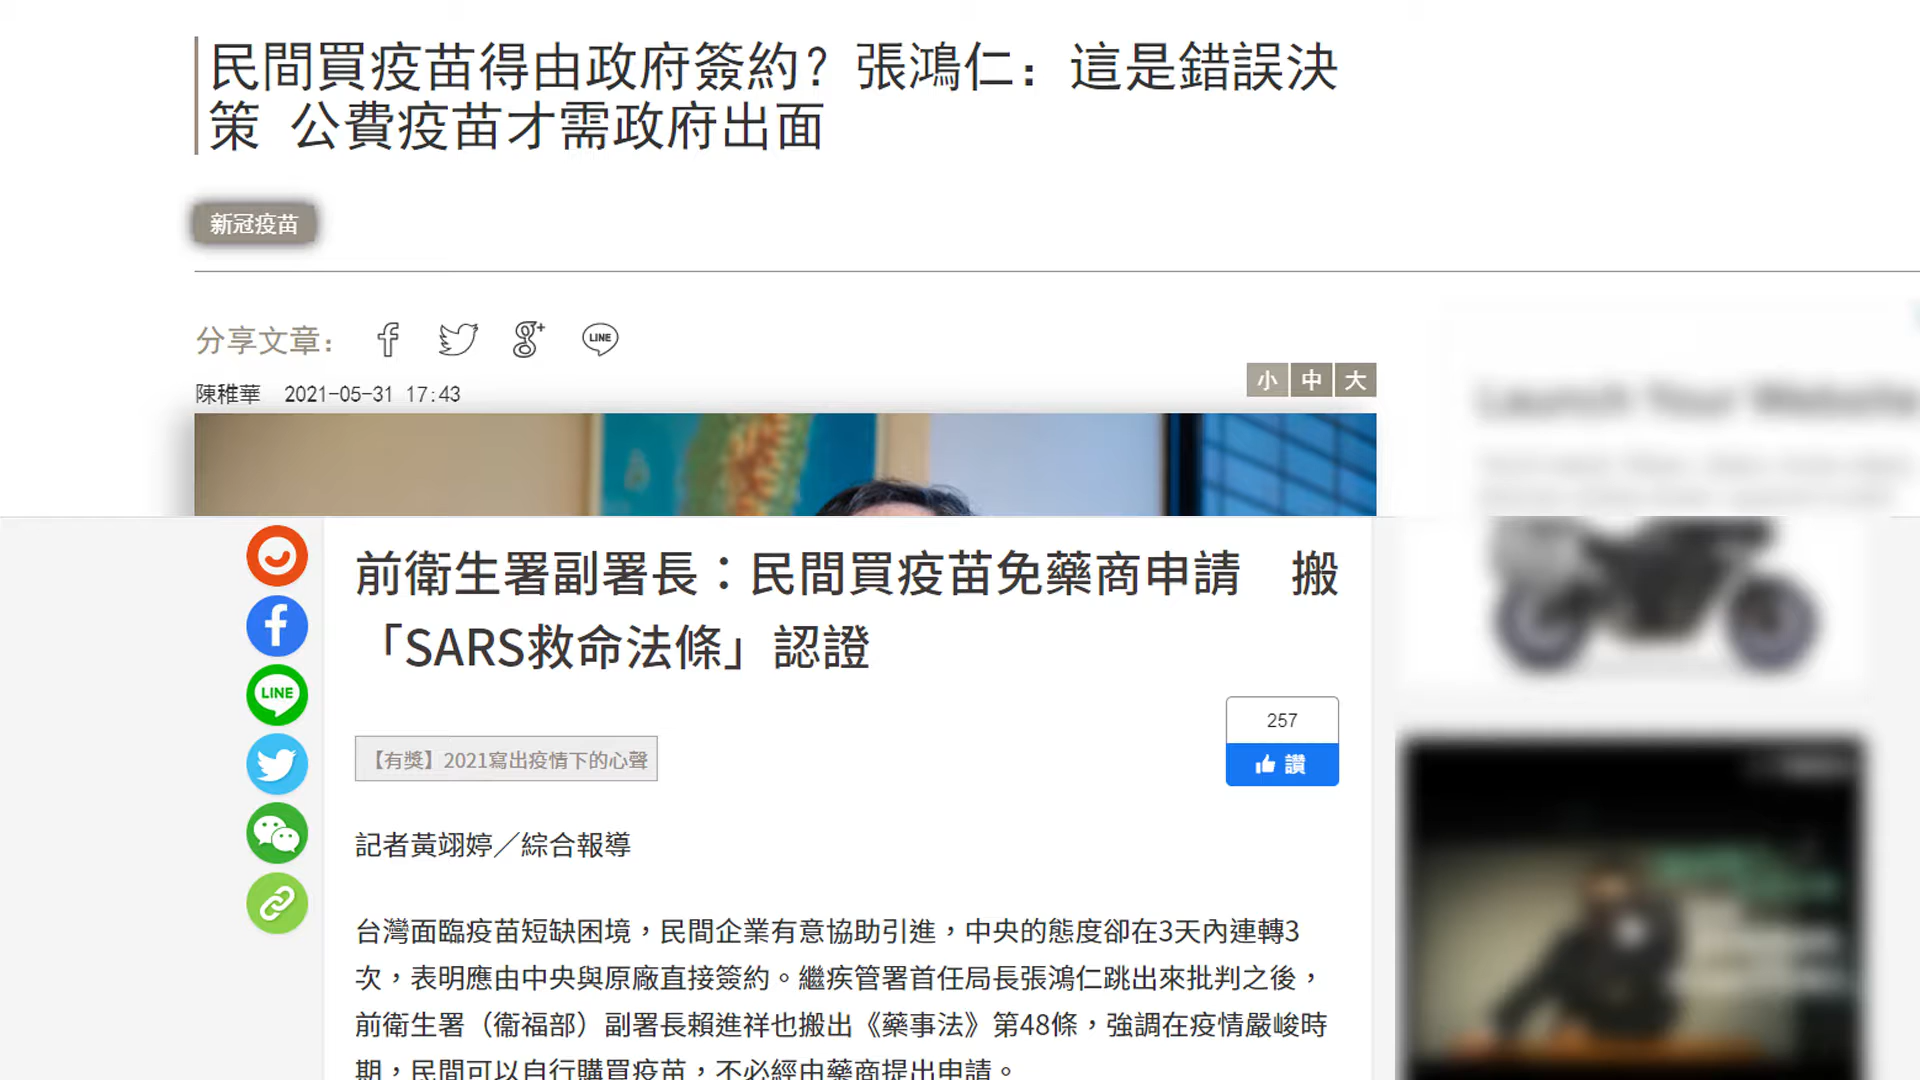 民間買疫苗得由政府簽約？張鴻仁：這是錯誤決
策 公費疫苗才需政府出面
新冠疫苗
分享文章：
LINE
陳稚華 2021-05-31 17:43
小 中 大
前衛生署副署長：民間買疫苗免藥商申請　搬
「SARS救命法條」認證
LINE
257
讚
【有獎】2021寫出疫情下的心聲
記者黃翊婷／綜合報導
台灣面臨疫苗短缺困境，民間企業有意協助引進，中央的態度卻在3天內連轉3
次，表明應由中央與原廠直接簽約。繼疾管署首任局長張鴻仁跳出來批判之後，
前衛生署（衞福部）副署長賴進祥也搬出《藥事法》第48條，強調在疫情嚴峻時
期，民間可以自行購買疫苗，不必經由藥商提出申請。